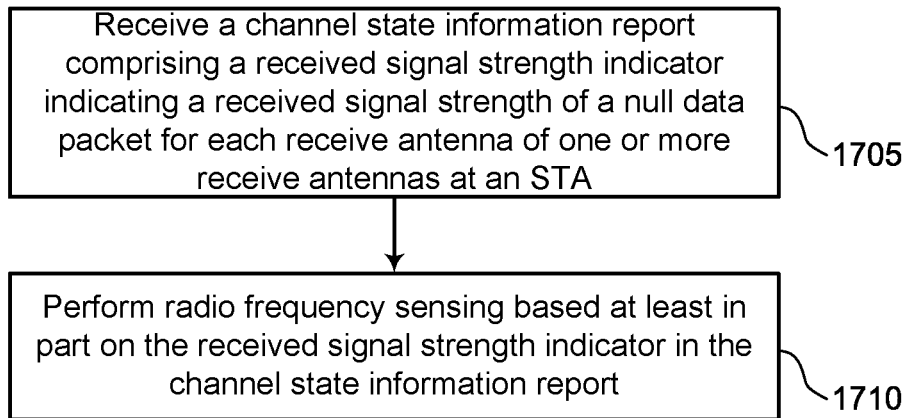 Receive a channel state information report
comprising a received signal strength indicator
indicating a received signal strength of a null data
packet for each receive antenna of one or more
receive antennas at an STA
1705
Perform radio frequency sensing based at least in
part on the received signal strength indicator in the
channel state information report
1710